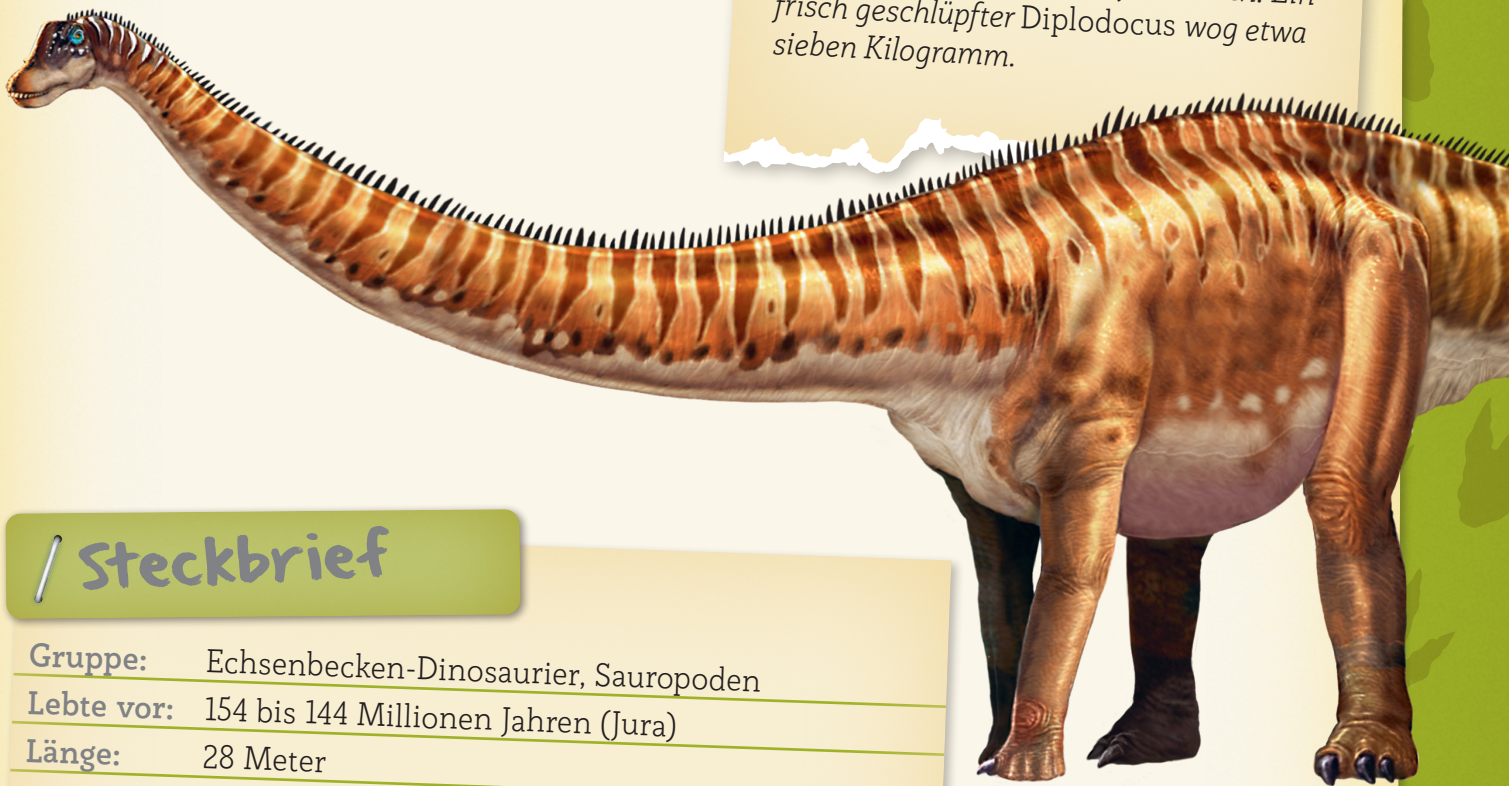 frisch geschlüpfter Diplodocus wog etwa
sieben Kilogramm.
Steckbrief
Gruppe: Echsenbecken-Dinosaurier, Sauropoden
Lebte vor: 154 bis 144 Millionen Jahren (Jura)
Länge: 28 Meter